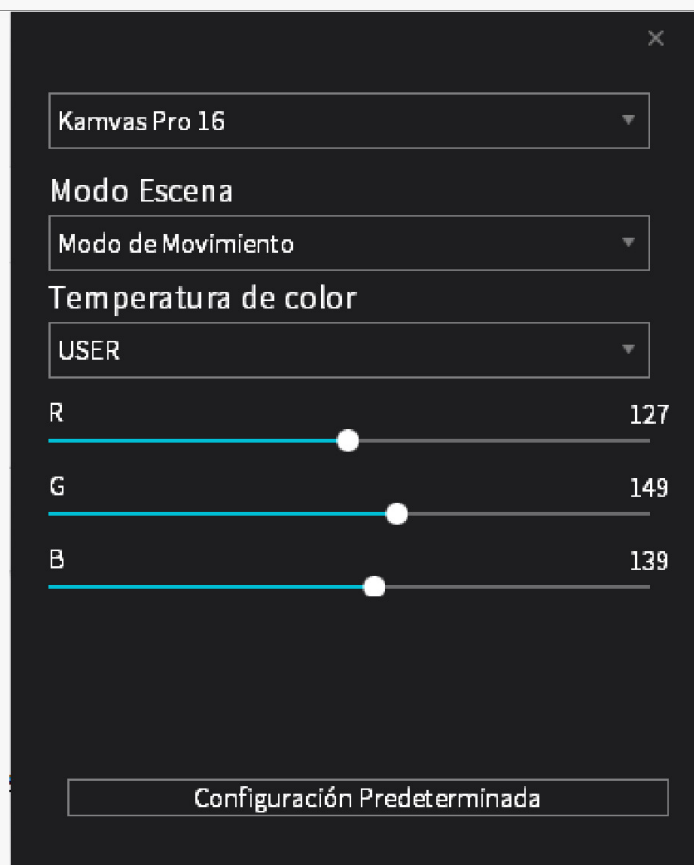 Kamvas Pro 16
Modo Escena
Modo de Movimiento
Temperatura de color
USER
R 127
G 149
B 139
Configuración Predeterminada